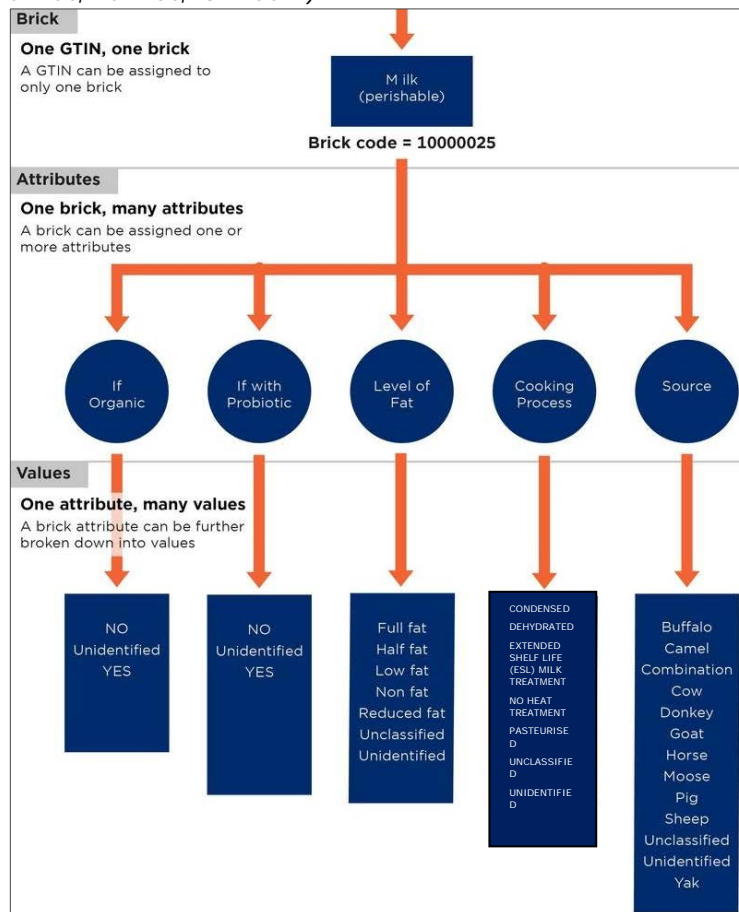 Brick
One GTIN, one brick
A GTIN can be assigned to
only one brick
M ilk
(perishable)
Brick code = 10000025
Attributes
One brick, many attributes
A brick can be assigned one or
more attributes
If
Organic
If with
Probiotic
Level of
Fat
Cooking
Process
Source
Values
One attribute, many values
A brick attribute can be further
broken down into values
NO
Unidentified
YES
NO
Unidentified
YES
Full fat
Half fat
Low fat
Non fat
Reduced fat
Unclassified
Unidentified
CONDENSED
DEHYDRATED
EXTENDED
SHELF LIFE
(ESL) MILK
TREATMENT
NO HEAT
TREATMENT
PASTEURISE
D
UNCLASSIFIE
D
UNIDENTIFIE
D
Buffalo
Camel
Combination
Cow
Donkey
Goat
Horse
Moose
Pig
Sheep
Unclassified
Unidentified
Yak